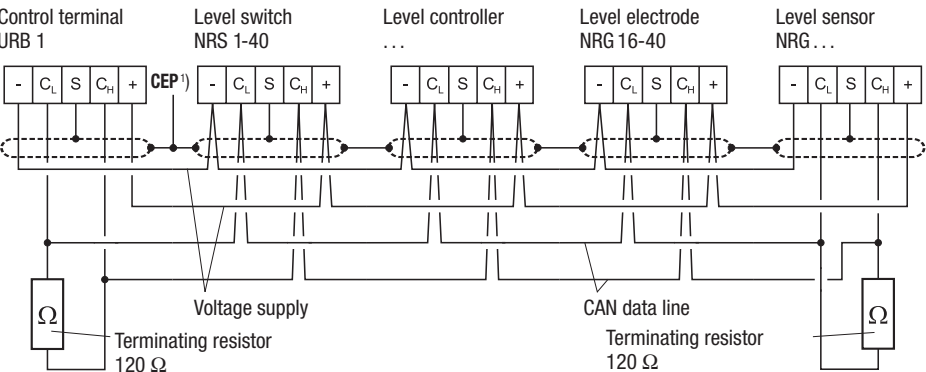 Control terminal
URB 1
Level switch
NRS 1-40
Level controller
...
Level electrode
NRG 16-40
Level sensor
NRG ...
- CL S CH +
CEP 1)
- CL S CH +
- CL S CH +
- CL S CH +
- CL S CH +
Voltage supply
CAN data line
Ω
Terminating resistor
120 Ω
Terminating resistor
120 Ω
Ω